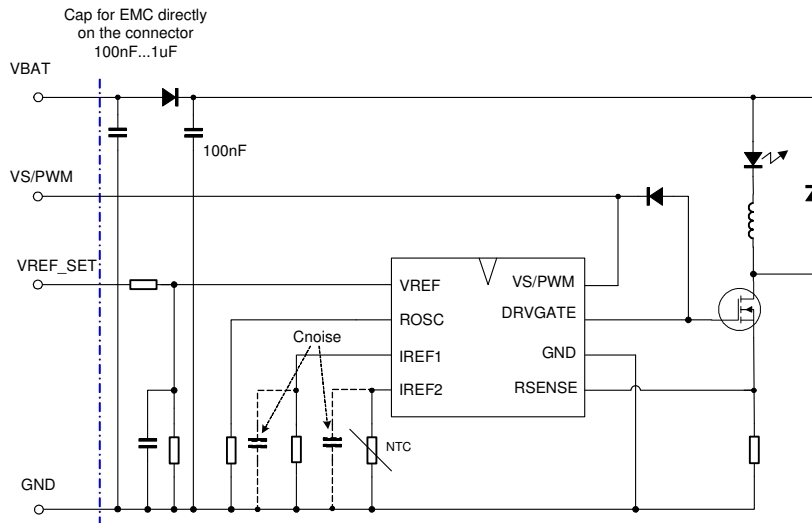 Cap for EMC directly
on the connector
100nF...1uF
VBAT
100nF
VS/PWM
VREF_SET
VREF
VS/PWM
ROSC
DRVGATE
Cnoise
IREF1
GND
IREF2
RSENSE
NTC
GND